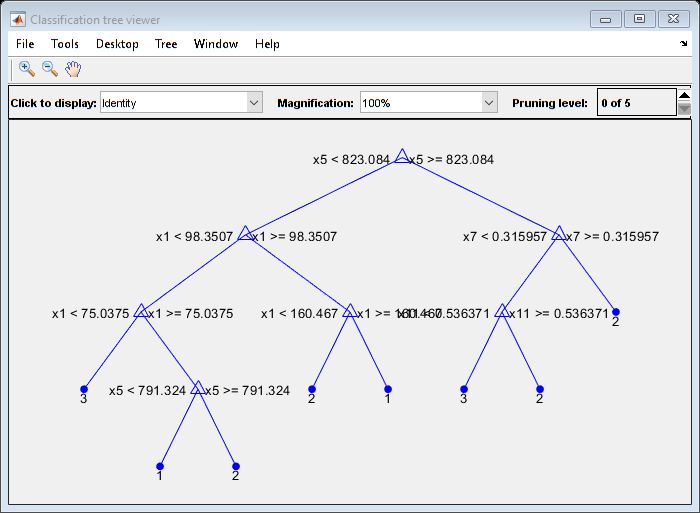 Classification tree viewer
File Tools Desktop Tree Window Help
Click to display: Identity Magnification: 100% Pruning level: 0 of 5
x5 < 823.084 x5 >= 823.084
x1 < 98.3507 x1 >= 98.3507 x7 < 0.315957 x7 >= 0.315957
x1 < 75.0375 x1 >= 75.0375 x1 < 160.467 x1 >= 160.467 x11 < 0.536371 x11 >= 0.536371
2
3 x5 < 791.324 x5 >= 791.324 2 1 3 2
1 2